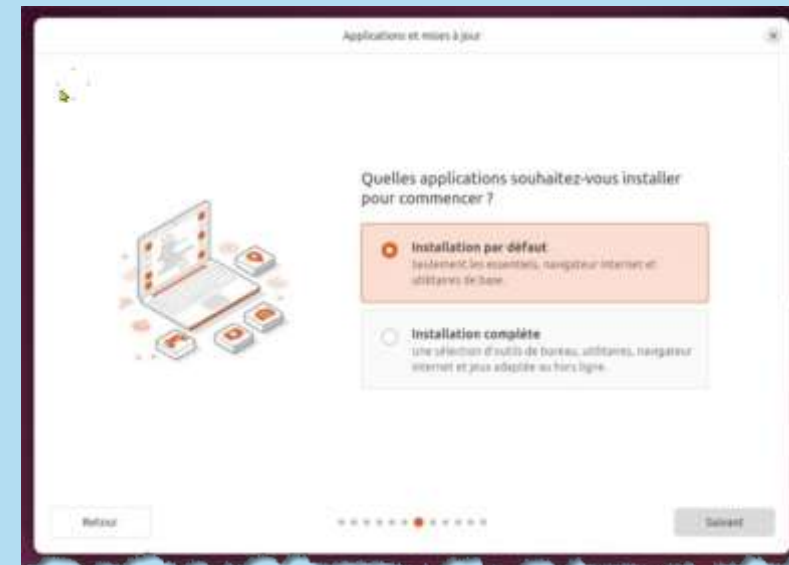 Applications et mises à jour
Quelles applications souhaitez-vous installer
pour commencer ?
Installation par défaut
Seulement les essentiels, navigateur internet et
utilitaires de base.
Installation complète
Une sélection d'outils de bureau, utilitaires, navigateur
internet et jeux adaptée au hors ligne.
Retour
Suivant